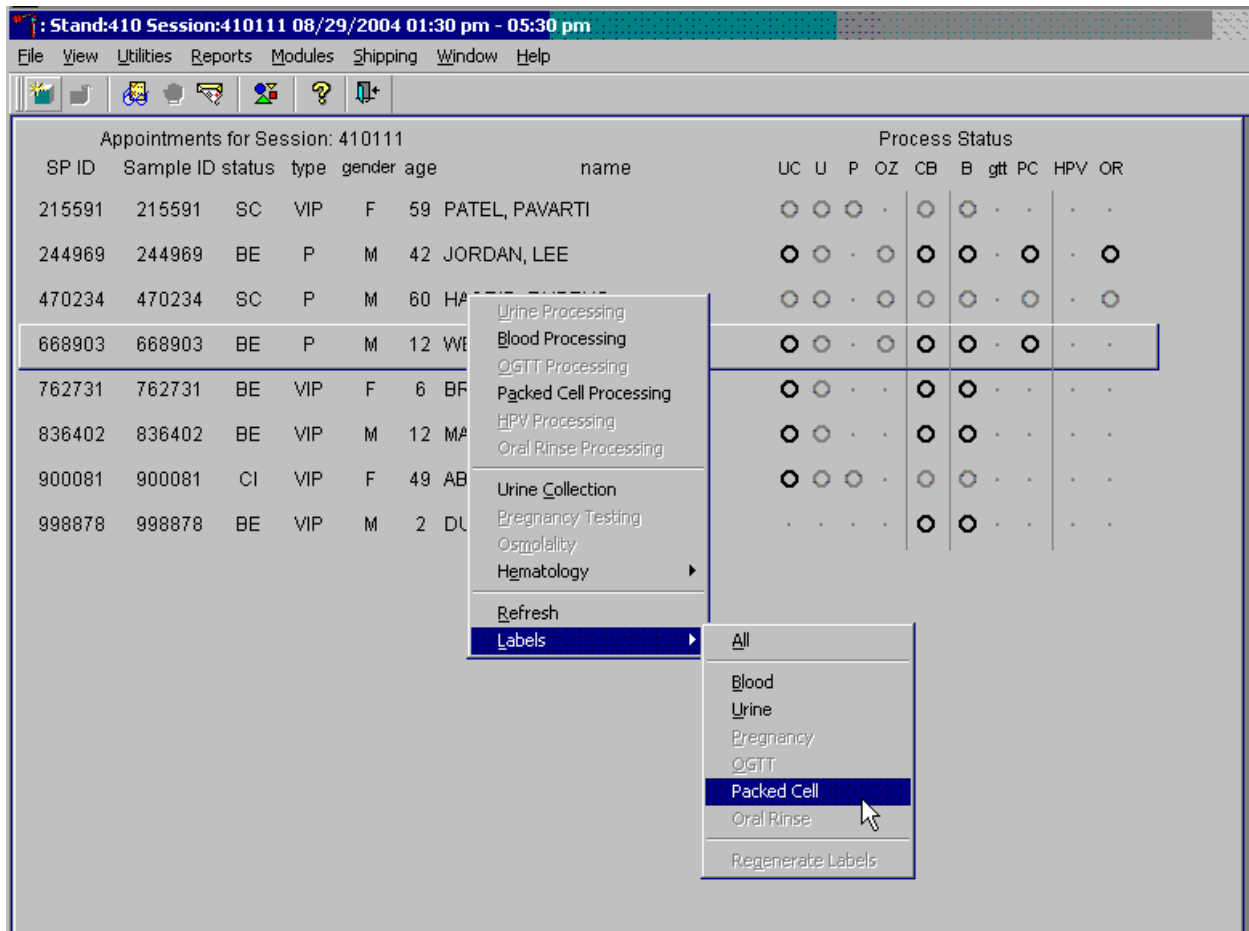 : Stand:410 Session:410111 08/29/2004 01:30 pm - 05:30 pm
File View Utilities Reports Modules Shipping Window Help
Appointments for Session: 410111 Process Status
SP ID Sample ID status type gender age name UC U P OZ CB B gtt PC HPV OR
215591 215591 SC VIP F 59 PATEL, PAVARTI
244969 244969 BE P M 42 JORDAN, LEE
470234 470234 SC P M 60
668903 668903 BE P M 12 WE
762731 762731 BE VIP F 6 BR
836402 836402 BE VIP M 12 MA
900081 900081 CI VIP F 49 AB
998878 998878 BE VIP M 2 DU
Urine Processing
Blood Processing
OGTT Processing
Packed Cell Processing
HPV Processing
Oral Rinse Processing
Urine Collection
Pregnancy Testing
Osmolality
Hematology
Refresh
Labels
All
Blood
Urine
Pregnancy
OGTT
Packed Cell
Oral Rinse
Regenerate Labels